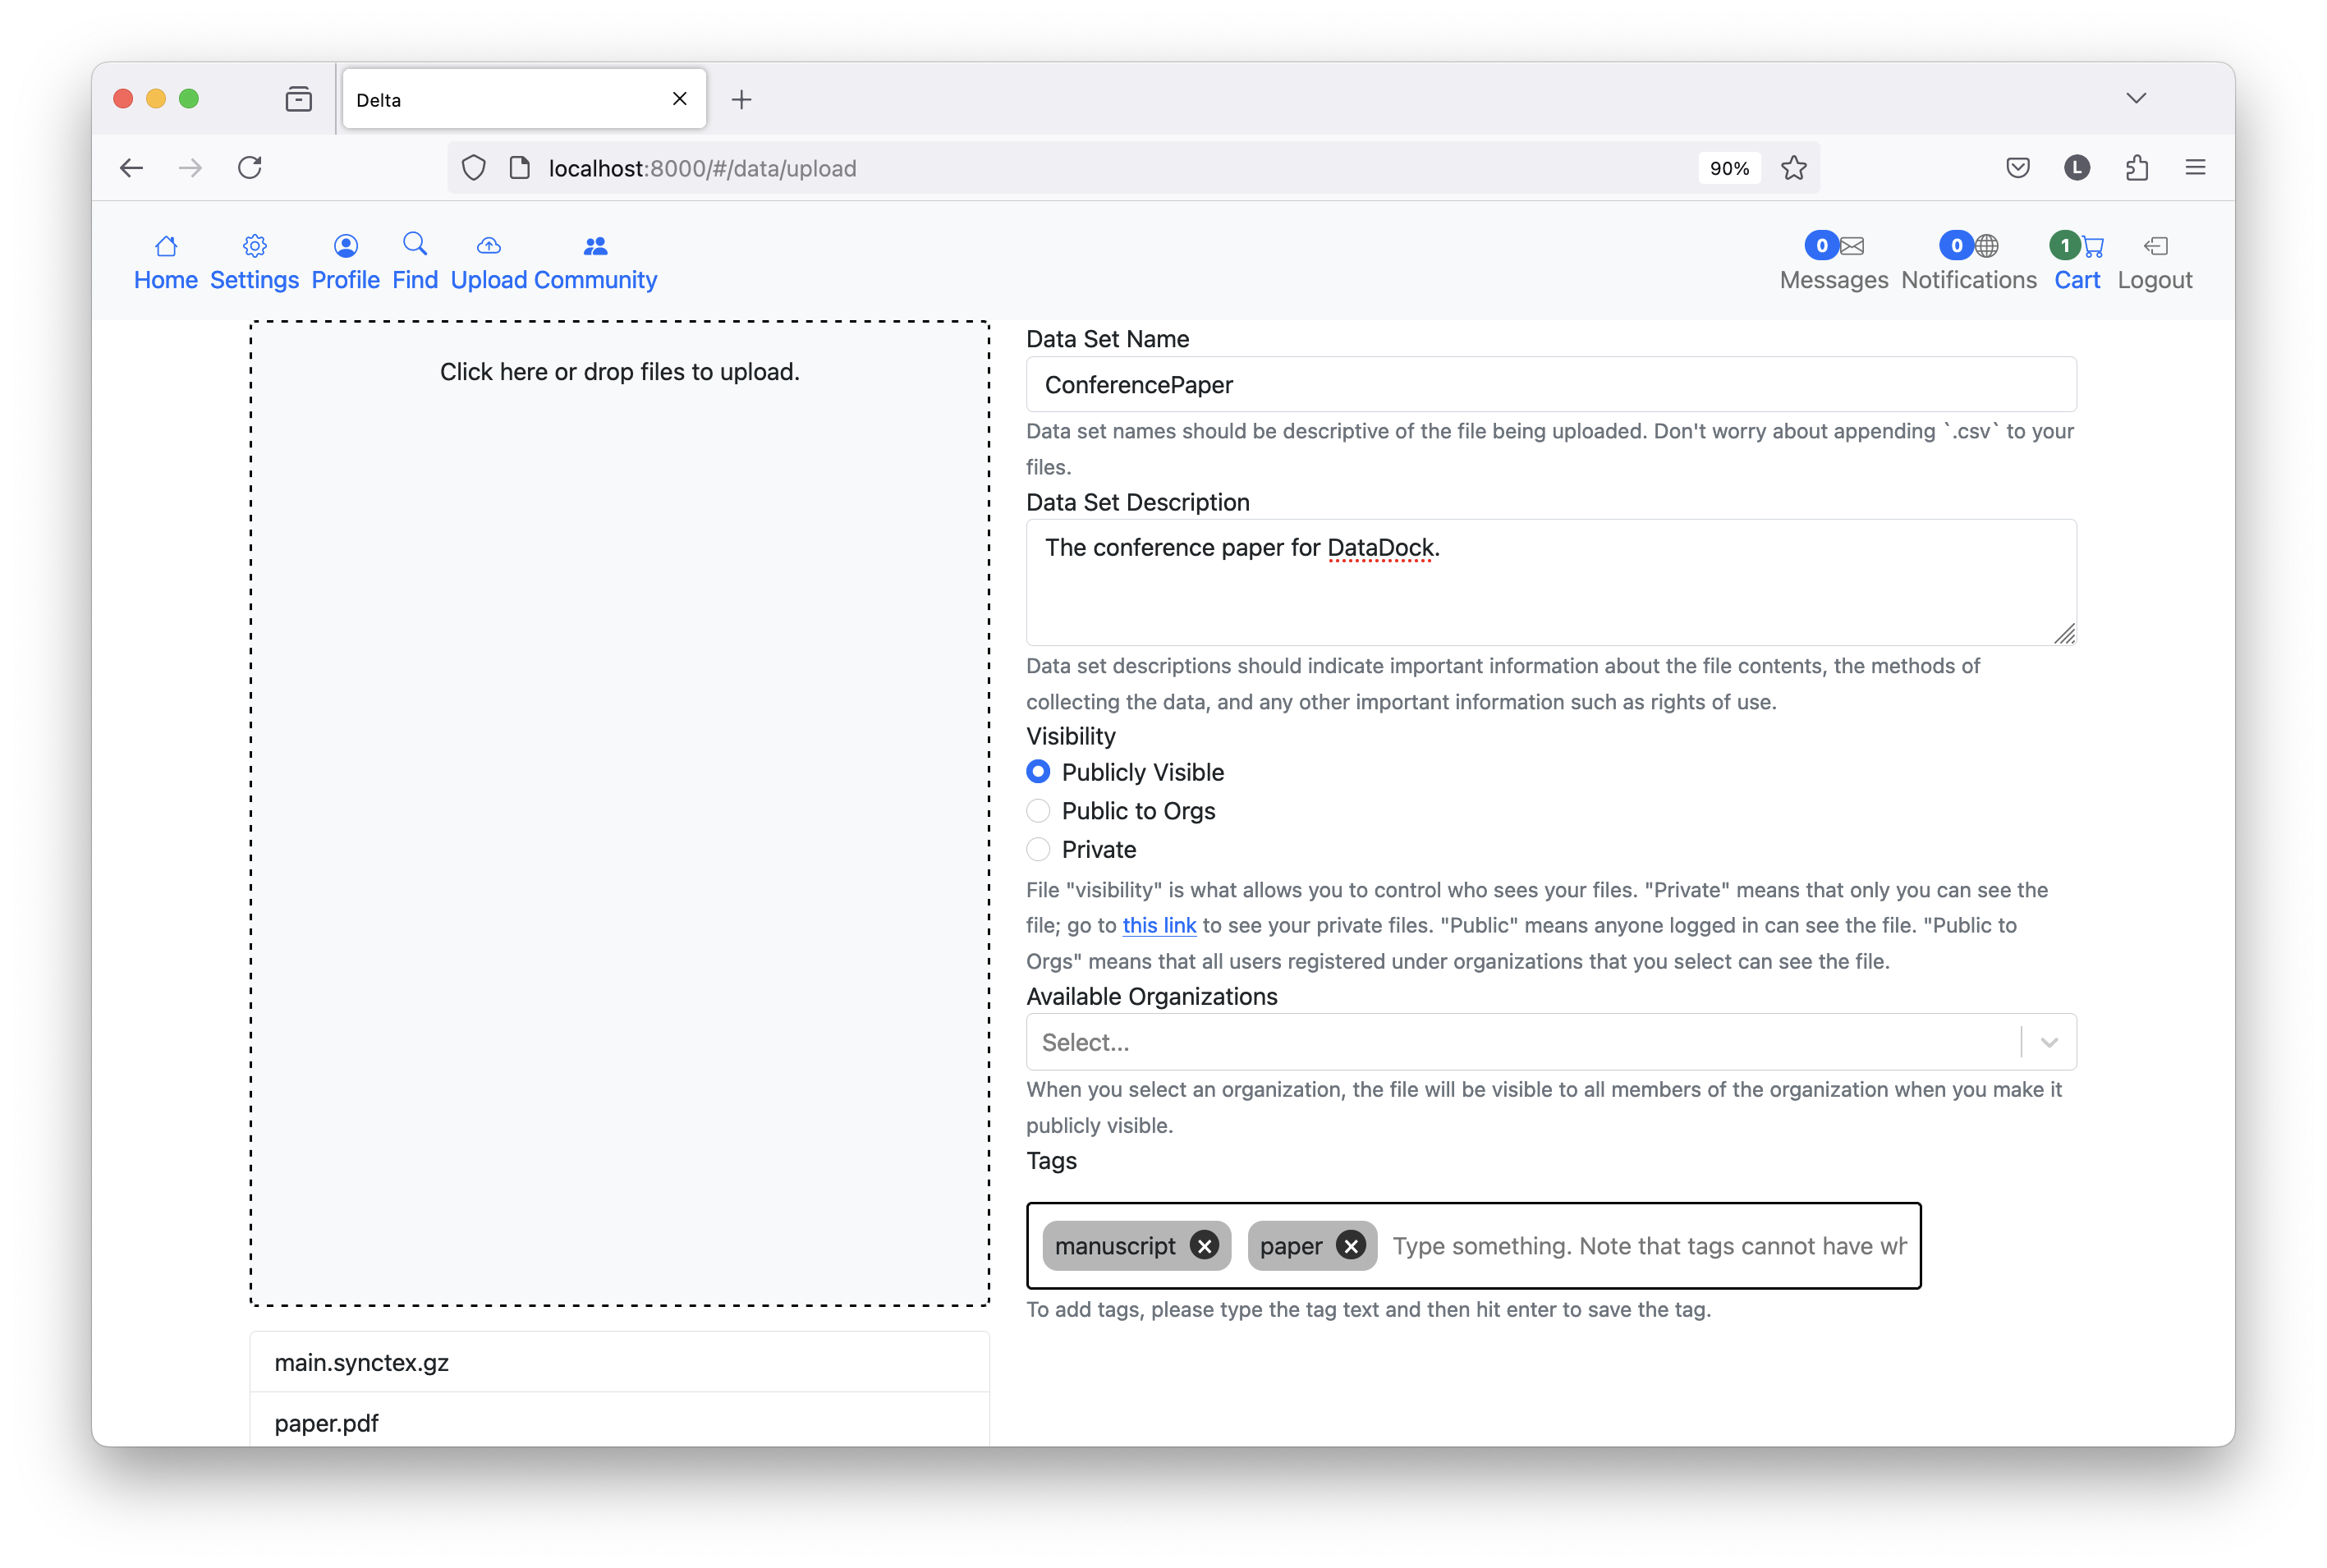 Delta
localhost:8000/#/data/upload
90%
L
Home Settings Profile Find Upload Community
0 0 1
Messages Notifications Cart Logout
Click here or drop files to upload.
main.synctex.gz
paper.pdf
Data Set Name
ConferencePaper
Data set names should be descriptive of the file being uploaded. Don't worry about appending `.csv` to your
files.
Data Set Description
The conference paper for DataDock.
Data set descriptions should indicate important information about the file contents, the methods of
collecting the data, and any other important information such as rights of use.
Visibility
Publicly Visible
Public to Orgs
Private
File "visibility" is what allows you to control who sees your files. "Private" means that only you can see the
file; go to this link to see your private files. "Public" means anyone logged in can see the file. "Public to
Orgs" means that all users registered under organizations that you select can see the file.
Available Organizations
Select...
When you select an organization, the file will be visible to all members of the organization when you make it
publicly visible.
Tags
manuscript paper Type something. Note that tags cannot have wh
To add tags, please type the tag text and then hit enter to save the tag.